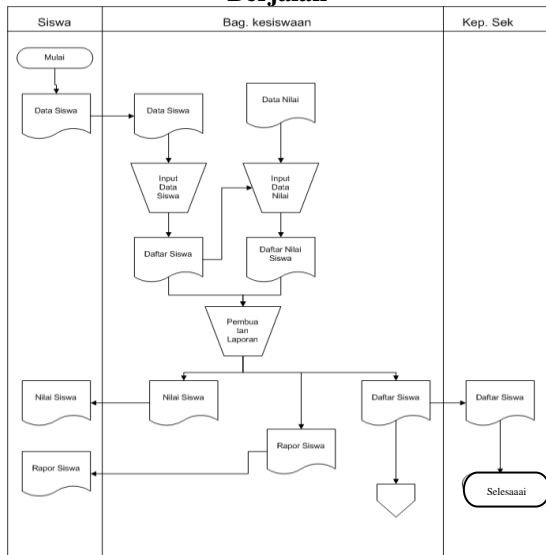 Berjalan
Siswa
Bag. kesiswaan
Kep. Sek
Mulai
Data Siswa
Data Siswa
Data Nilai
Input
Data
Siswa
Input
Data
Nilai
Daftar Siswa
Daftar Nilai
Siswa
Pembua
tan
Laporan
Nilai Siswa
Nilai Siswa
Daftar Siswa
Daftar Siswa
Rapor Siswa
Rapor Siswa
Selesaaai